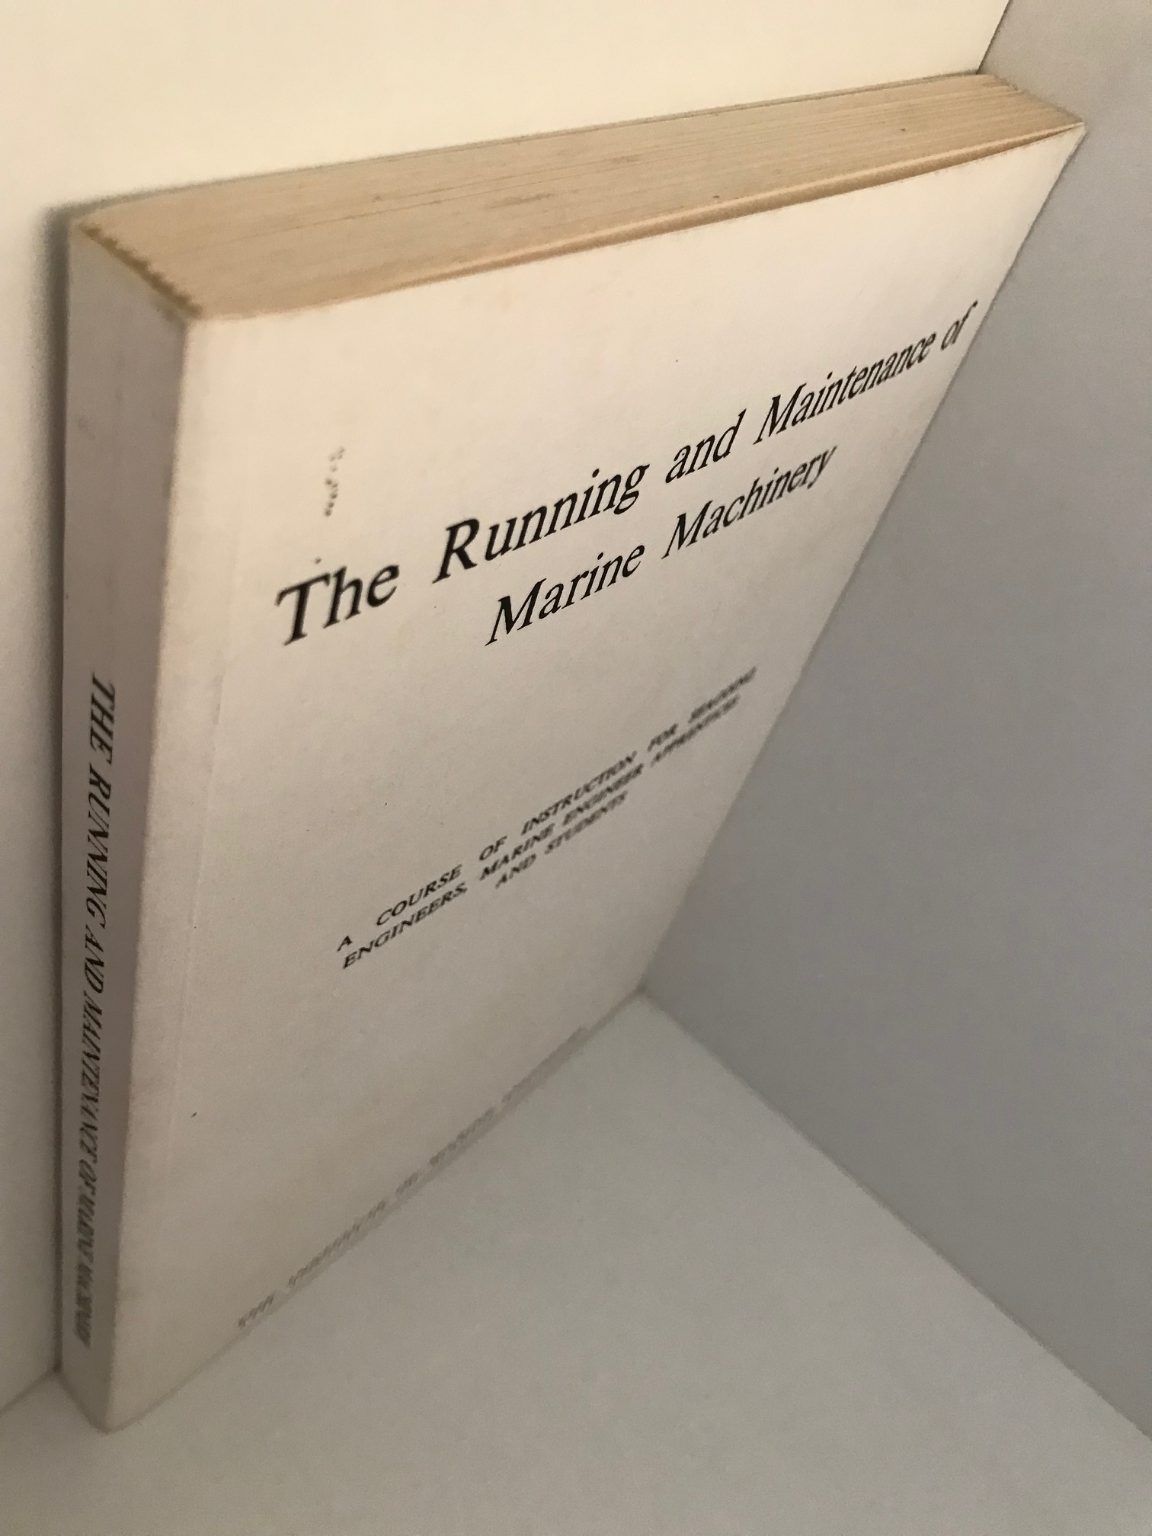 The Running and Maintenance of
Marine Machinery
A COURSE OF INSTRUCTION FOR SEAGOING
ENGINEERS, MARINE ENGINEER APPRENTICES
AND STUDENTS
THE RUNNING AND MAINTENANCE OF MARINE MACHINERY